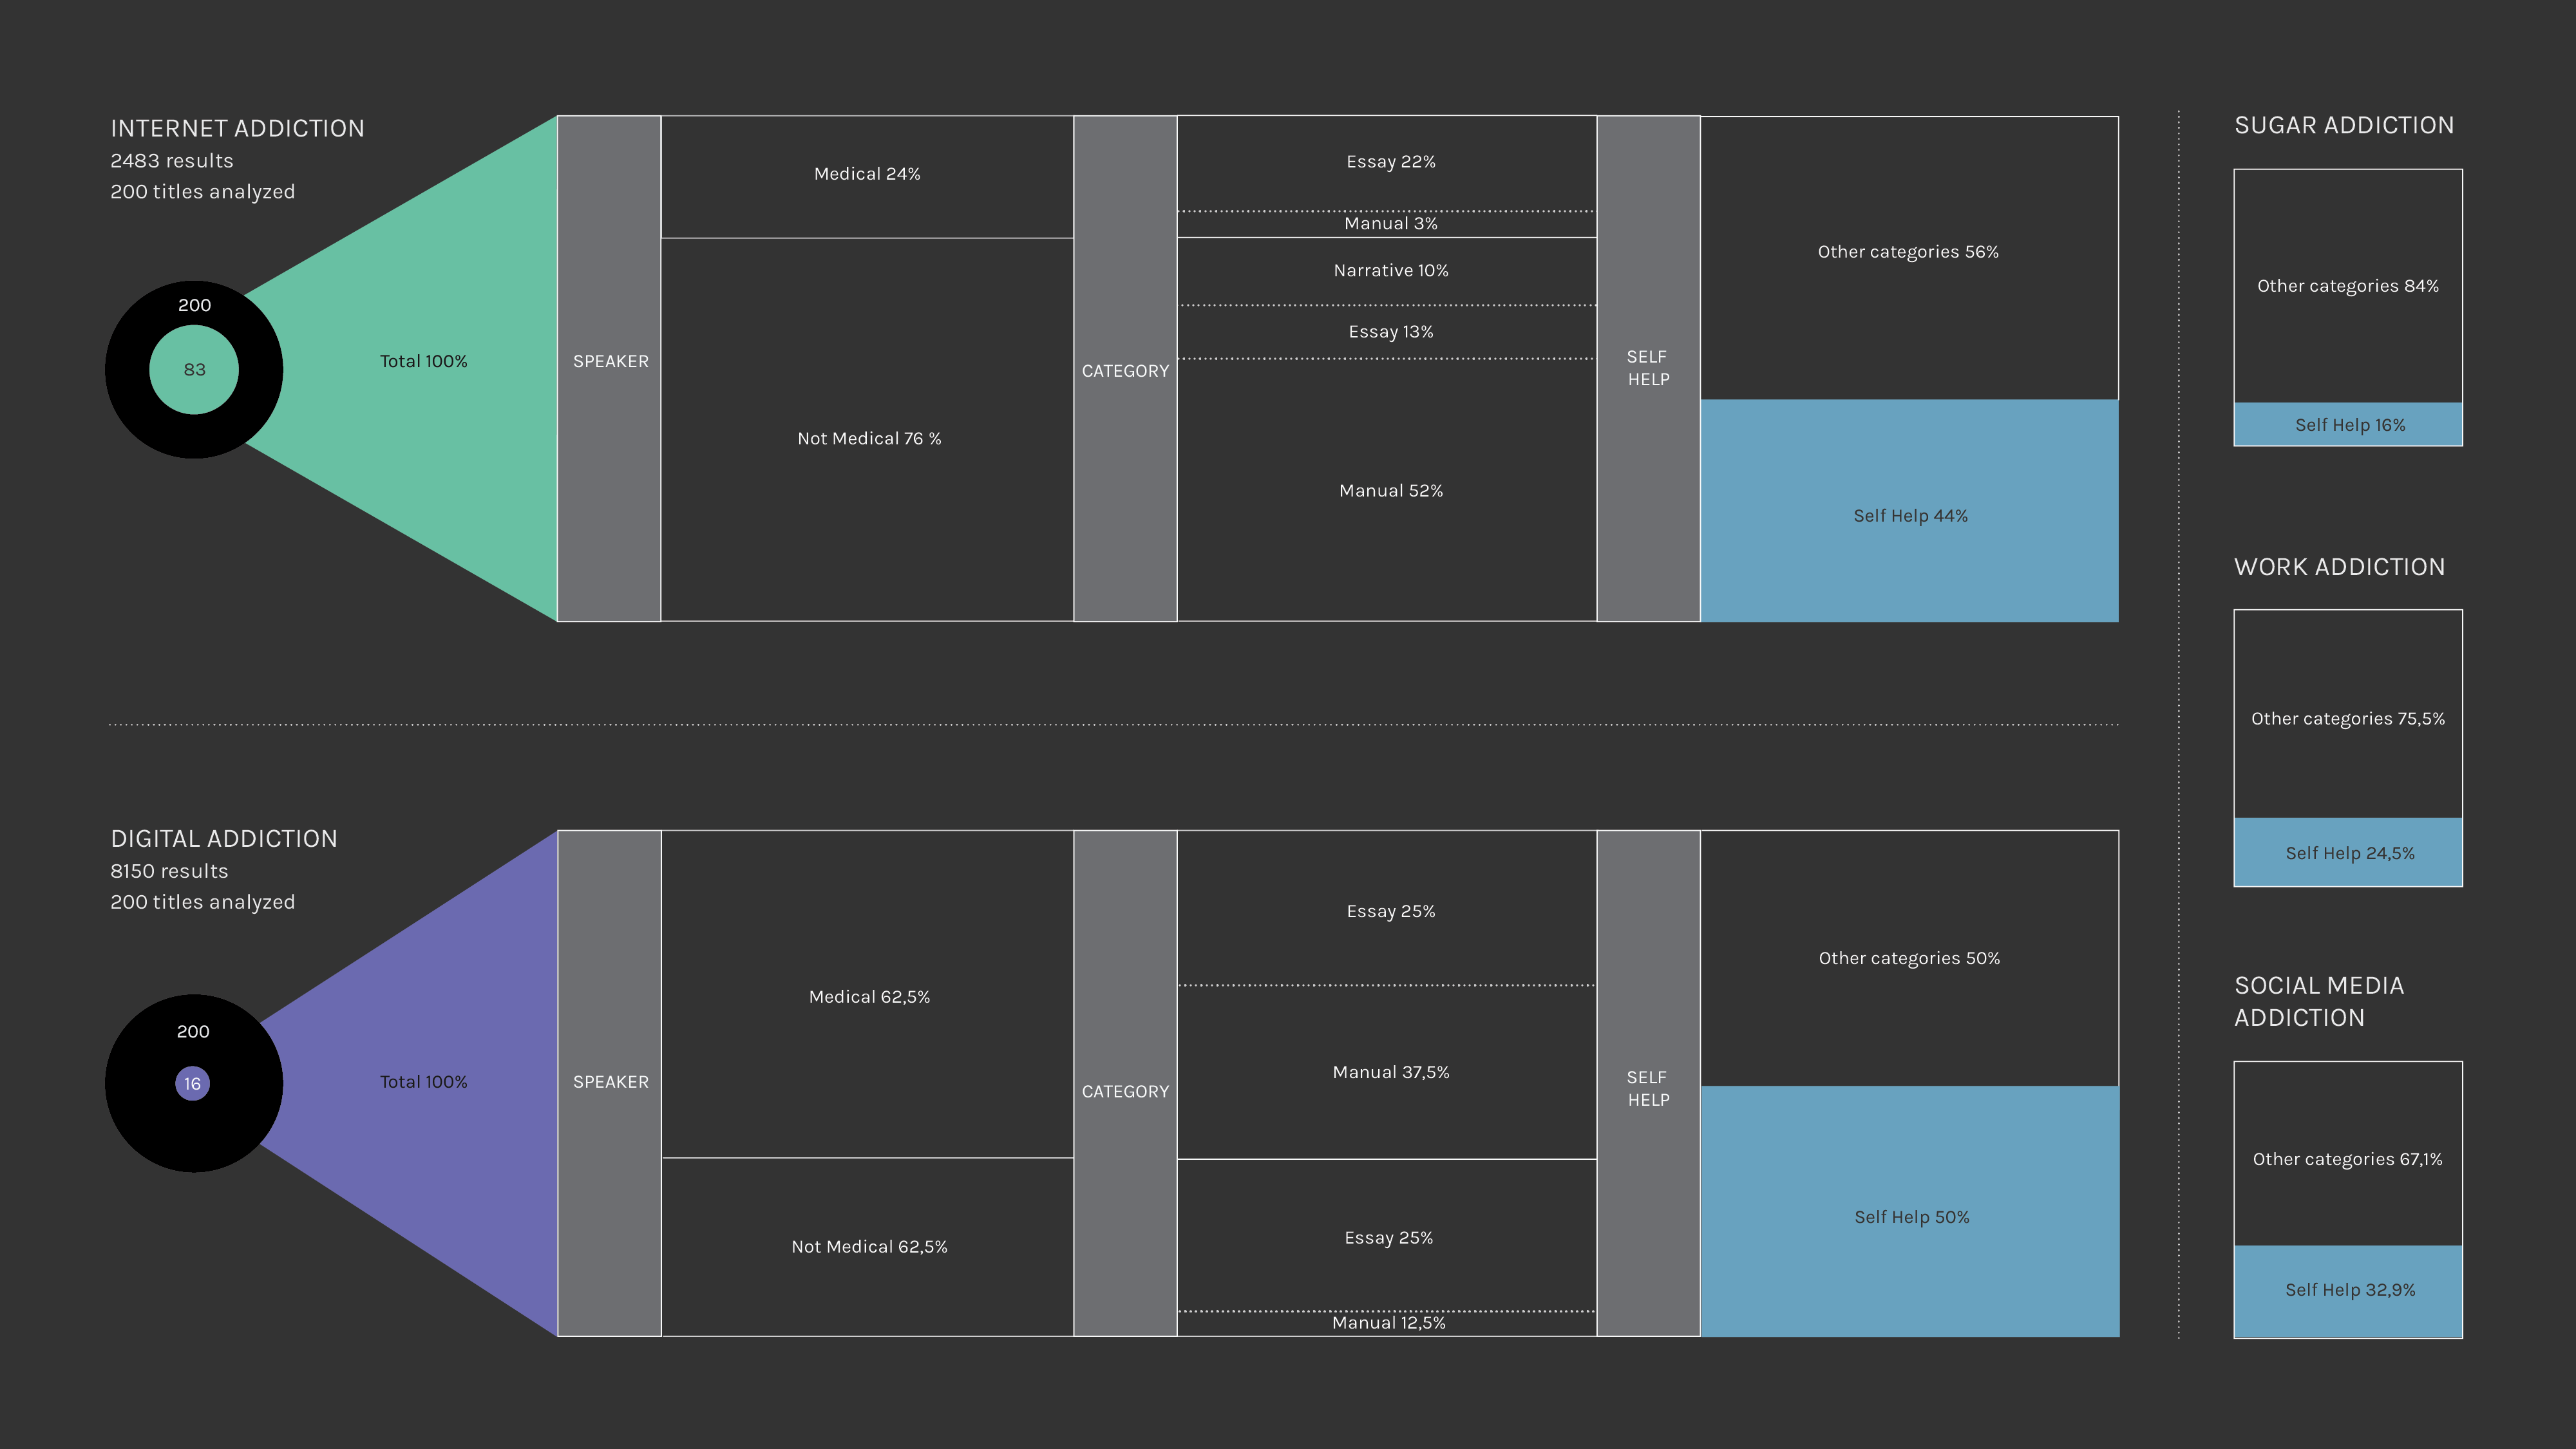 INTERNET ADDICTION
2483 results
200 titles analyzed
200
83
Total 100%
SPEAKER
Medical 24%
Not Medical 76 %
CATEGORY
Essay 22%
Manual 3%
Narrative 10%
Essay 13%
Manual 52%
SELF
HELP
Other categories 56%
Self Help 44%
DIGITAL ADDICTION
8150 results
200 titles analyzed
200
16
Total 100%
SPEAKER
Medical 62,5%
Not Medical 62,5%
CATEGORY
Essay 25%
Manual 37,5%
Essay 25%
Manual 12,5%
SELF
HELP
Other categories 50%
Self Help 50%
SUGAR ADDICTION
Other categories 84%
Self Help 16%
WORK ADDICTION
Other categories 75,5%
Self Help 24,5%
SOCIAL MEDIA
ADDICTION
Other categories 67,1%
Self Help 32,9%